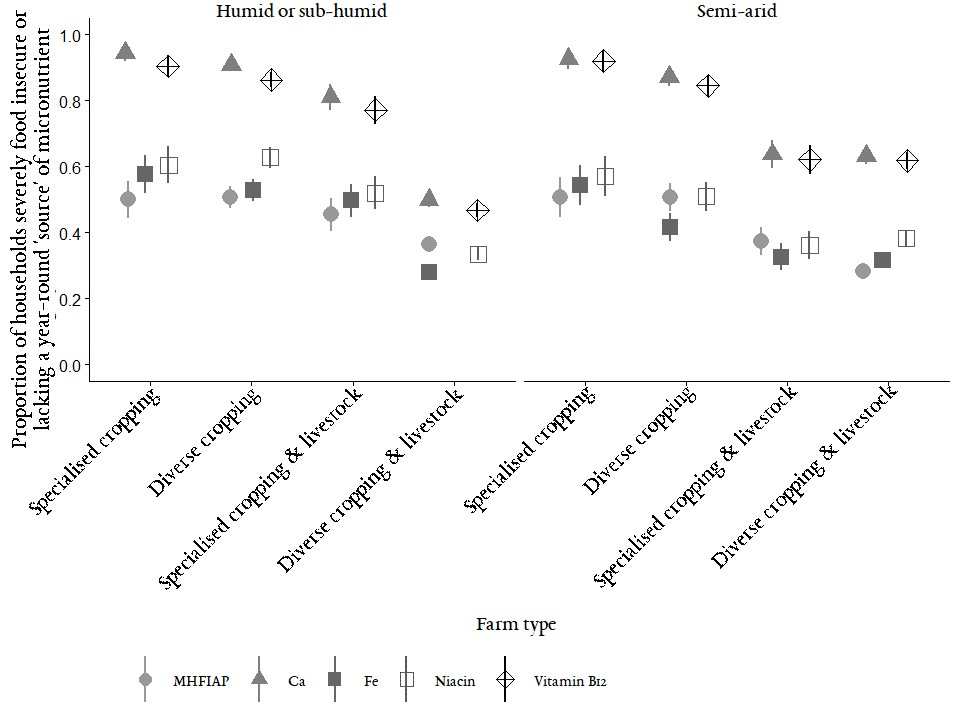 Humid or sub-humid
Semi-arid
Proportion of households severely food insecure or
lacking a year-round 'source' of micronutrient
1.0
0.8
0.6
0.4
0.2
0.0
Specialised cropping
Diverse cropping
Specialised cropping & livestock
Diverse cropping & livestock
Specialised cropping
Diverse cropping
Specialised cropping & livestock
Diverse cropping & livestock
Farm type
MHFIAP Ca Fe Niacin Vitamin B12